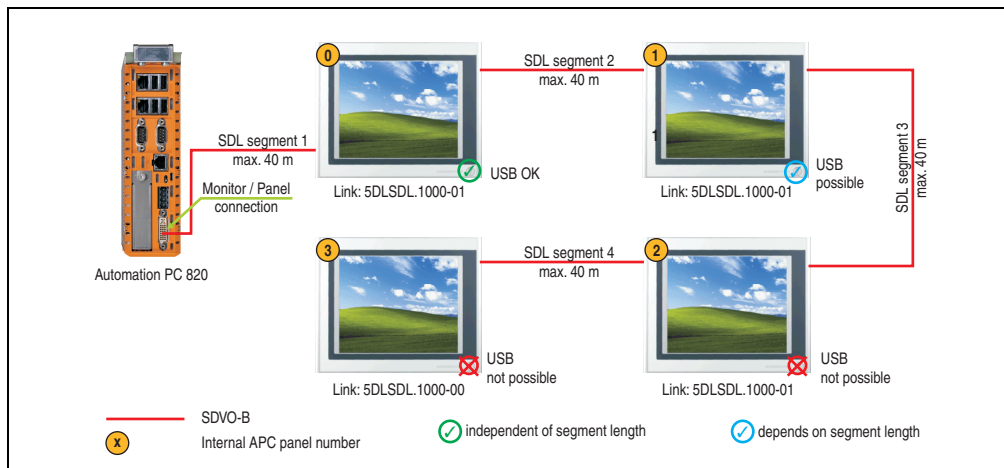 0
SDL segment 2
max. 40 m
1
SDL segment 1
max. 40 m
1
SDL segment 3
max. 40 m
USB OK
USB
possible
Monitor / Panel
connection
Link: 5DLSDL.1000-01
Link: 5DLSDL.1000-01
3
SDL segment 4
max. 40 m
2
Automation PC 820
USB
not possible
USB
not possible
Link: 5DLSDL.1000-00
Link: 5DLSDL.1000-01
SDVO-B
x
Internal APC panel number
independent of segment length
depends on segment length